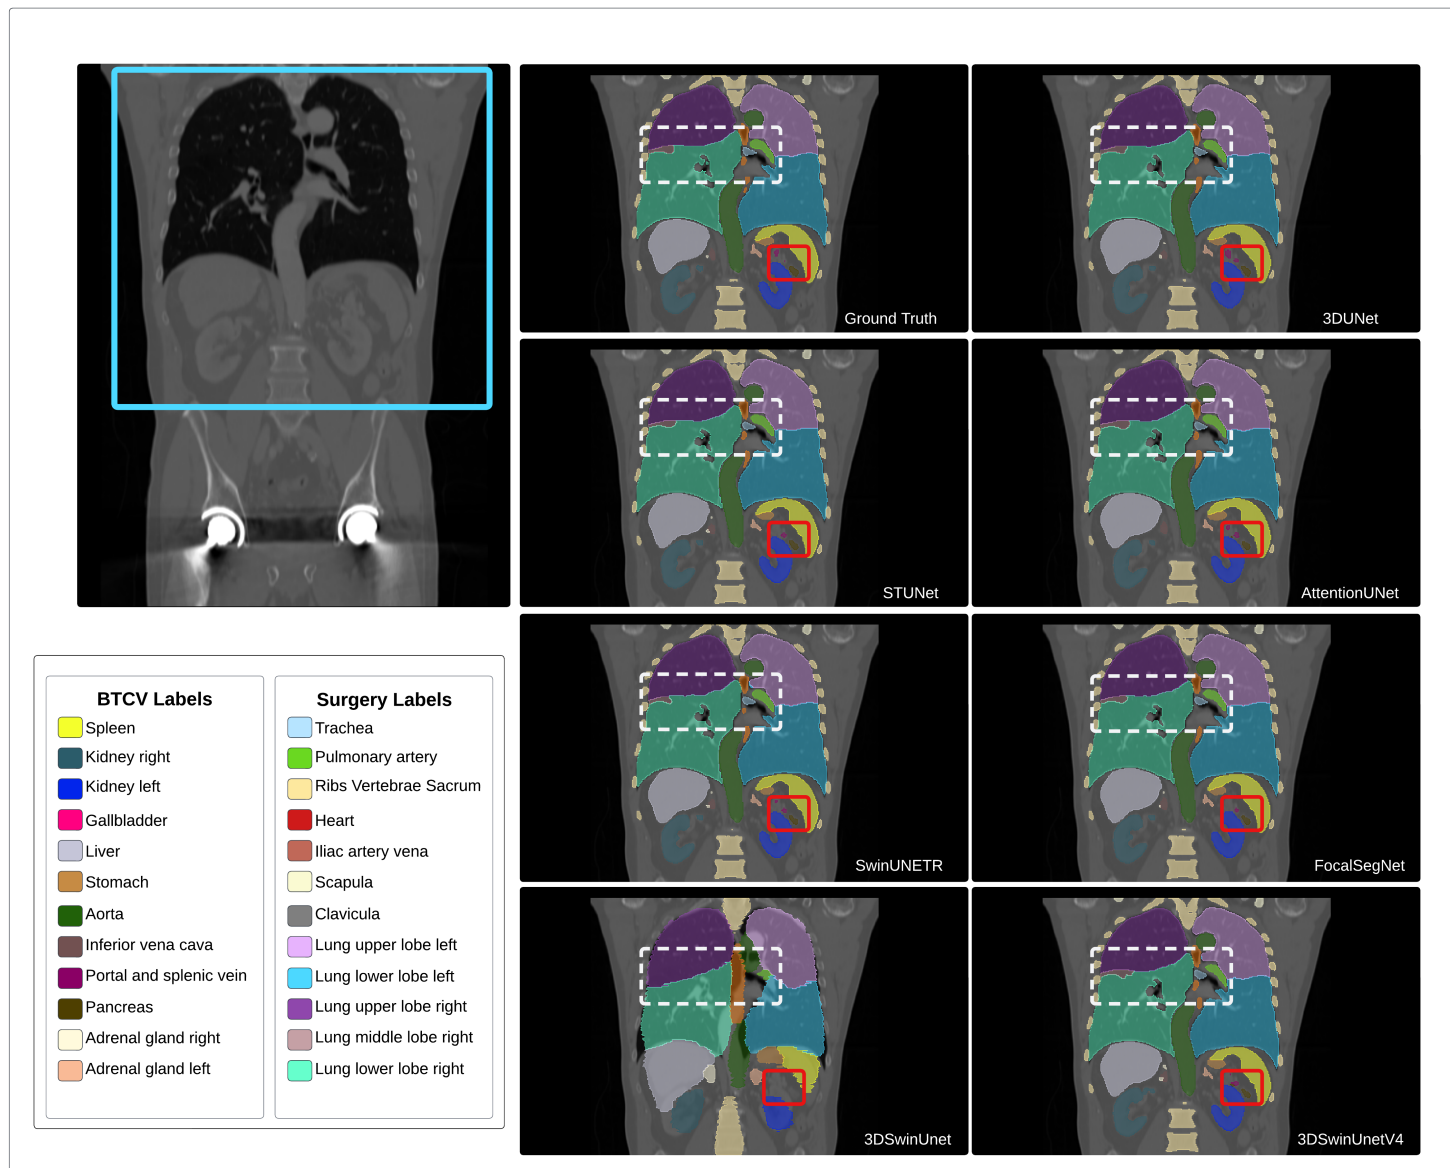 Ground Truth
3DUNet
STUNet
AttentionUNet
SwinUNETR
FocalSegNet
3DSwinUnet
3DSwinUnetV4
BTCV Labels
Spleen
Kidney right
Kidney left
Gallbladder
Liver
Stomach
Aorta
Inferior vena cava
Portal and splenic vein
Pancreas
Adrenal gland right
Adrenal gland left
Surgery Labels
Trachea
Pulmonary artery
Ribs Vertebrae Sacrum
Heart
Iliac artery vena
Scapula
Clavicula
Lung upper lobe left
Lung lower lobe left
Lung upper lobe right
Lung middle lobe right
Lung lower lobe right